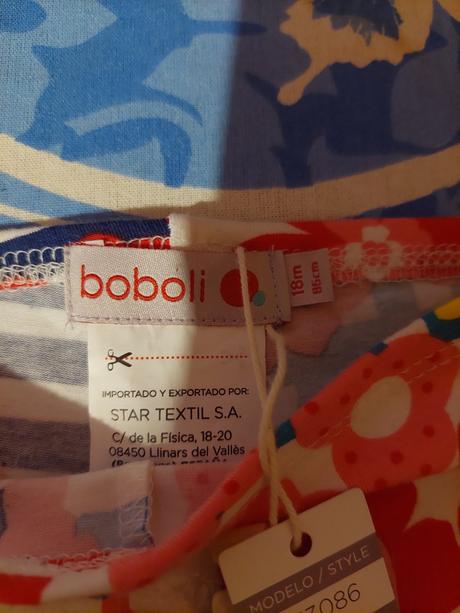 boboli
18m
86cm
IMPORTADO Y EXPORTADO POR:
STAR TEXTIL S.A.
C/ de la Física, 18-20
08450 Llinars del Vallès
ESPAÑA
MODELO / STYLE